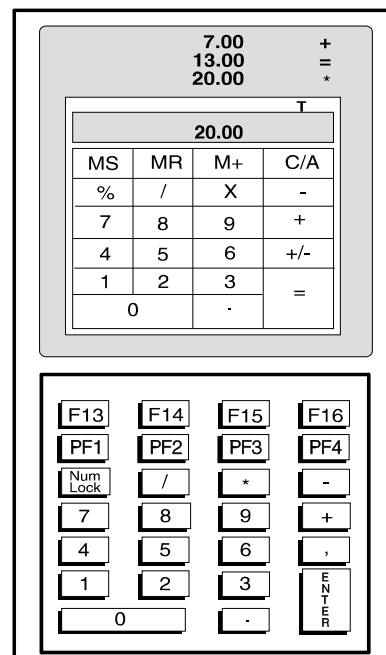 7.00 +
13.00 =
20.00 *
T
20.00
MS MR M+ C/A
% / X -
7 8 9 +
4 5 6 +/-
1 2 3 =
0 .
F13 F14 F15 F16
PF1 PF2 PF3 PF4
Num Lock / * -
7 8 9 +
4 5 6 ,
1 2 3 ENTER
0 .